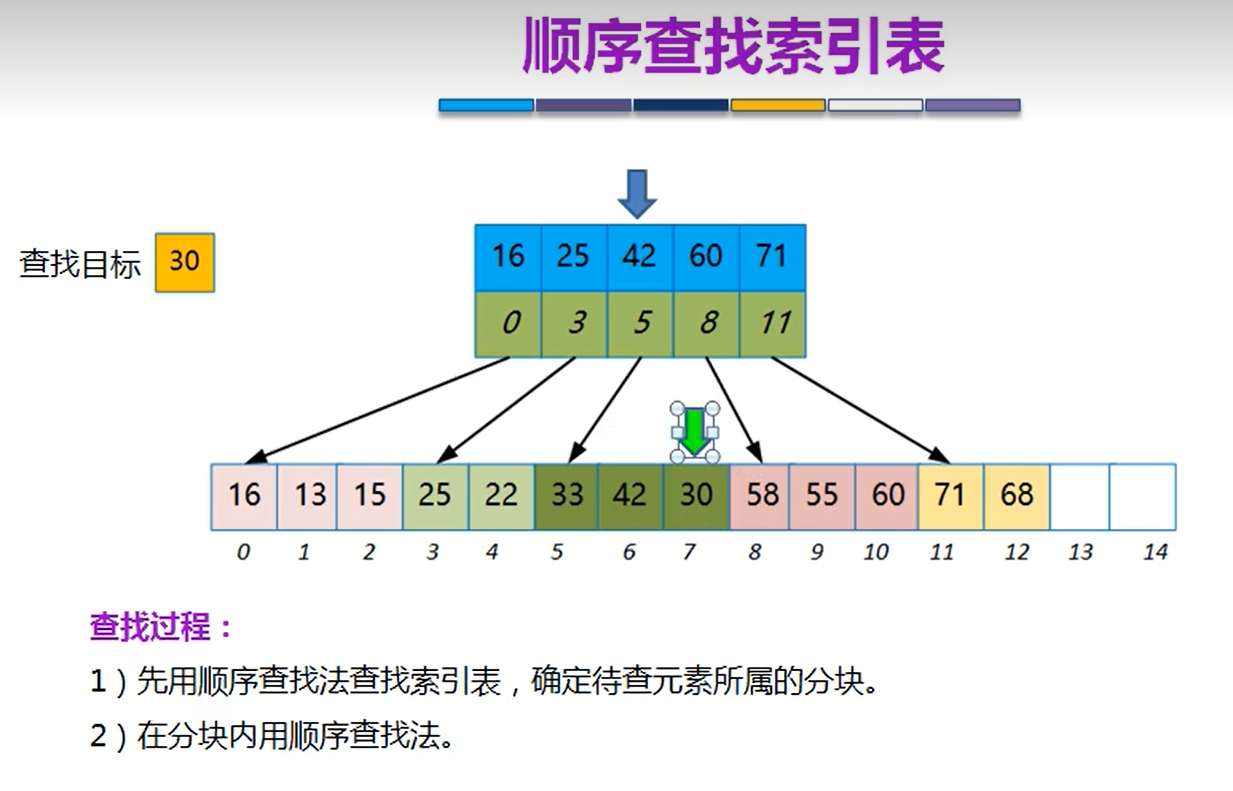 顺序查找索引表
查找目标 30
16 25 42 60 71
0 3 5 8 11
16 13 15 25 22 33 42 30 58 55 60 71 68
0 1 2 3 4 5 6 7 8 9 10 11 12 13 14
查找过程：
1）先用顺序查找法查找索引表，确定待查元素所属的分块。
2）在分块内用顺序查找法。